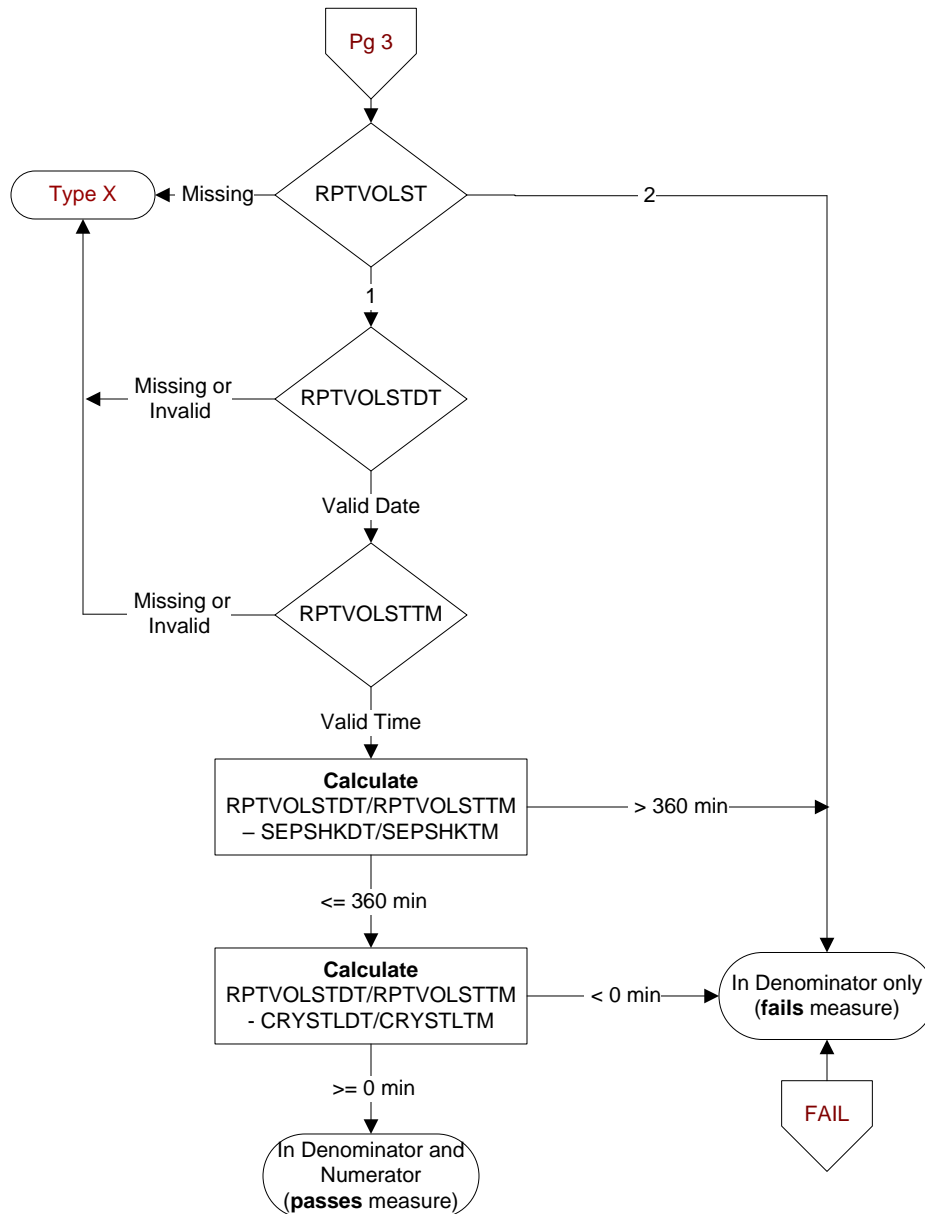 Pg 3
RPTVOLST
Type X
Missing
2
1
RPTVOLSTDT
Missing or
Invalid
Valid Date
RPTVOLSTTM
Missing or
Invalid
Valid Time
Calculate
RPTVOLSTDT/RPTVOLSTTM
– SEPSHKDT/SEPSHKTM
> 360 min
<= 360 min
Calculate
RPTVOLSTDT/RPTVOLSTTM
- CRYSTLDT/CRYSTLTM
< 0 min
In Denominator only
(fails measure)
>= 0 min
FAIL
In Denominator and
Numerator
(passes measure)